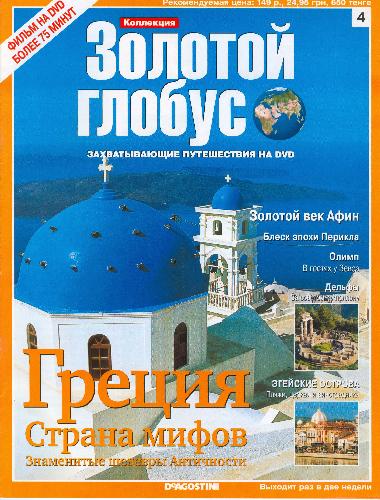 Рекомендуемая цена: 149 р., 24,95 грн, 650 тенге
4
ФИЛЬМ НА DVD
БОЛЕЕ 75 МИНУТ
Коллекция
Золотой
глобус
ЗАХВАТЫВАЮЩИЕ ПУТЕШЕСТВИЯ НА DVD
Золотой век Афин
Блеск эпохи Перикла
Олимп
В гостях у Зевса
Дельфы
ЭГЕЙСКИЕ ОСТРОВА
Греция
Страна мифов
Знаменитые шедевры Античности
DeAGOSTINI
Выходит раз в две недели